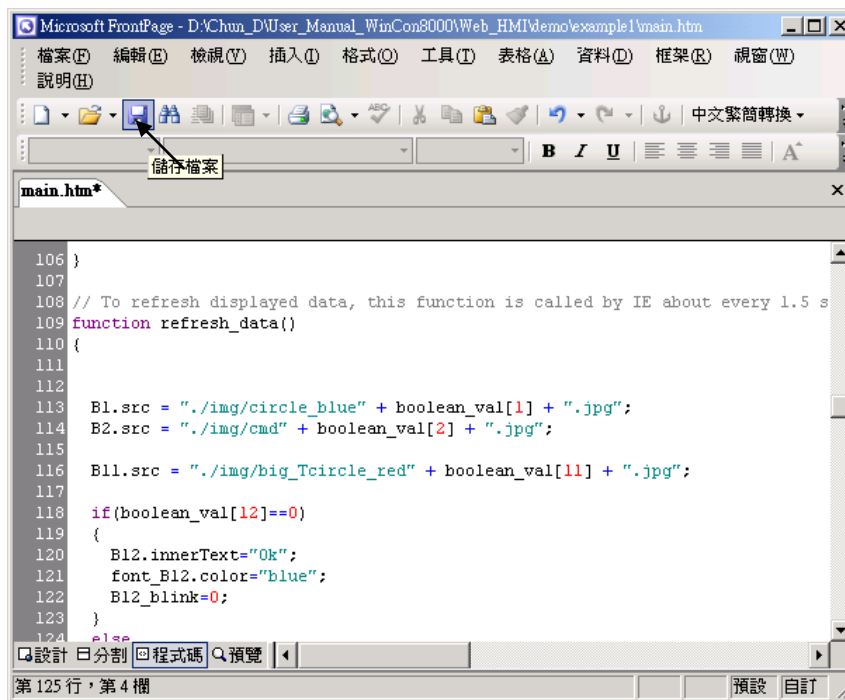 Microsoft FrontPage - D:\Chun_D\User_Manual_WinCon8000\Web_HMI\demo\example1\main.htm
檔案(F) 編輯(E) 檢視(V) 插入(I) 格式(O) 工具(T) 表格(A) 資料(D) 框架(R) 視窗(W)
說明(H)
ABC 中文繁簡轉換
B I U A
儲存檔案
main.htm*
106 }
107
108 // To refresh displayed data, this function is called by IE about every 1.5 s
109 function refresh_data()
110 {
111
112
113 B1.src = "./img/circle_blue" + boolean_val[1] + ".jpg";
114 B2.src = "./img/cmd" + boolean_val[2] + ".jpg";
115
116 B11.src = "./img/big_Tcircle_red" + boolean_val[11] + ".jpg";
117
118 if(boolean_val[12]==0)
119 {
120 B12.innerText="Ok";
121 font_B12.color="blue";
122 B12_blink=0;
123 }
124 else
設計 分割 程式碼 預覽
第 125 行，第 4 欄 預設 自訂